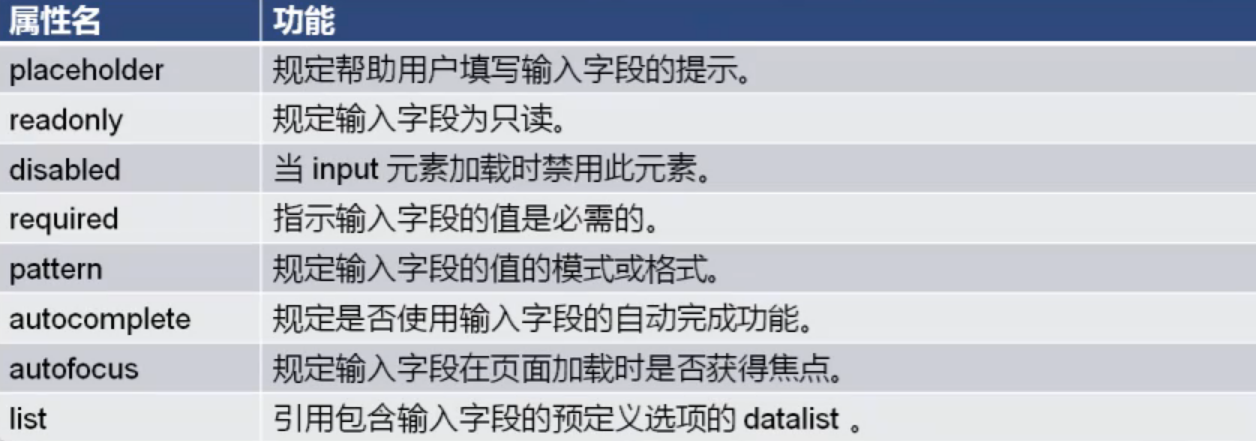 属性名 功能
placeholder 规定帮助用户填写输入字段的提示。
readonly 规定输入字段为只读。
disabled 当 input 元素加载时禁用此元素。
required 指示输入字段的值是必需的。
pattern 规定输入字段的值的模式或格式。
autocomplete 规定是否使用输入字段的自动完成功能。
autofocus 规定输入字段在页面加载时是否获得焦点。
list 引用包含输入字段的预定义选项的 datalist 。